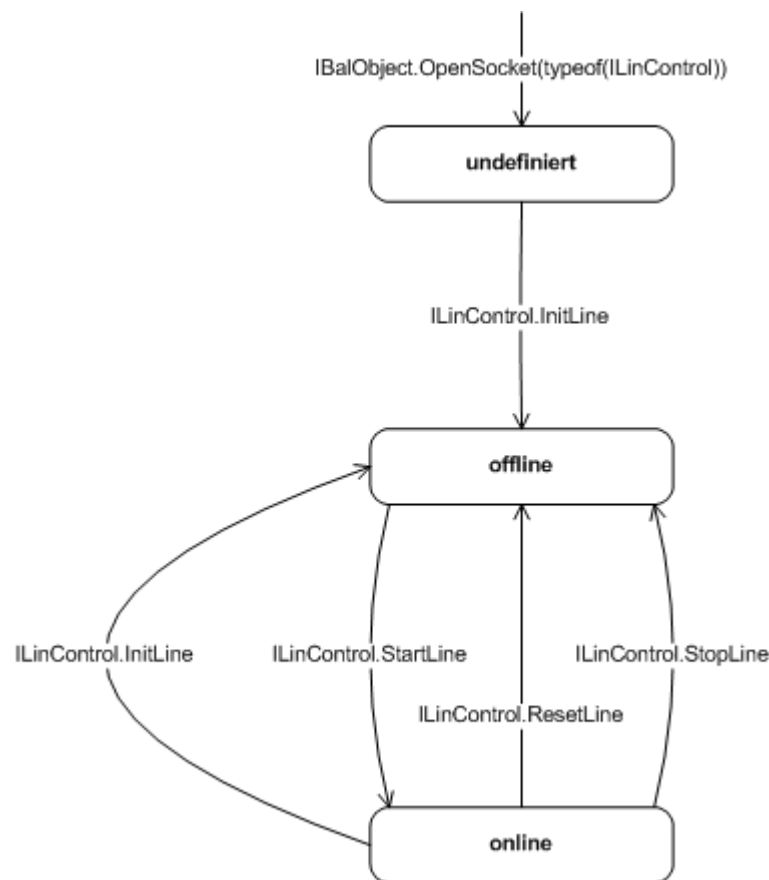 IBalObject.OpenSocket(typeof(ILinControl))
undefiniert
ILinControl.InitLine
offline
ILinControl.InitLine
ILinControl.StartLine
ILinControl.StopLine
ILinControl.ResetLine
online